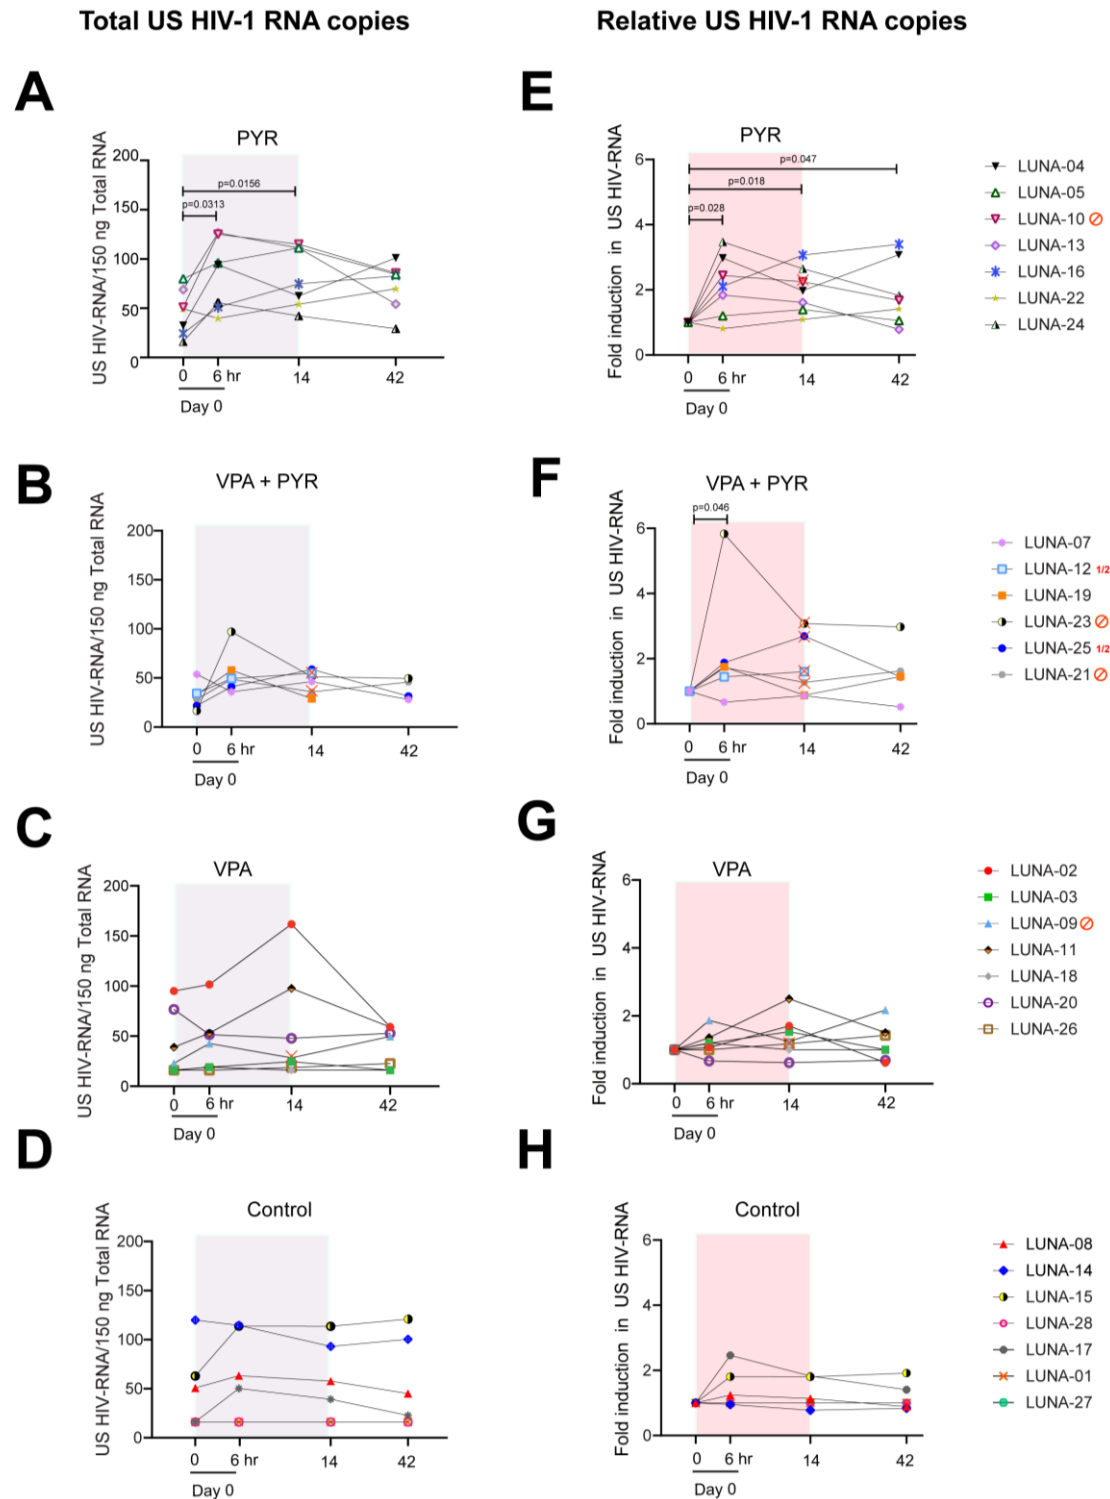 Total US HIV-1 RNA copies
Relative US HIV-1 RNA copies
A
PYR
US HIV-RNA/150 ng Total RNA
200
150
100
50
0
p=0.0156
p=0.0313
0 6 hr 14 42
Day 0
E
PYR
Fold induction in US HIV-RNA
6
4
2
0
p=0.047
p=0.018
p=0.028
0 6 hr 14 42
Day 0
LUNA-04
LUNA-05
LUNA-10
LUNA-13
LUNA-16
LUNA-22
LUNA-24
B
VPA + PYR
US HIV-RNA/150 ng Total RNA
200
150
100
50
0
0 6 hr 14 42
Day 0
F
VPA + PYR
Fold induction in US HIV-RNA
6
4
2
0
p=0.046
0 6 hr 14 42
Day 0
LUNA-07
LUNA-12 1/2
LUNA-19
LUNA-23
LUNA-25 1/2
LUNA-21
C
VPA
US HIV-RNA/150 ng Total RNA
200
150
100
50
0
0 6 hr 14 42
Day 0
G
VPA
Fold induction in US HIV-RNA
6
4
2
0
0 6 hr 14 42
Day 0
LUNA-02
LUNA-03
LUNA-09
LUNA-11
LUNA-18
LUNA-20
LUNA-26
D
Control
US HIV-RNA/150 ng Total RNA
200
150
100
50
0
0 6 hr 14 42
Day 0
H
Control
Fold induction in US HIV-RNA
6
4
2
0
0 6 hr 14 42
Day 0
LUNA-08
LUNA-14
LUNA-15
LUNA-28
LUNA-17
LUNA-01
LUNA-27